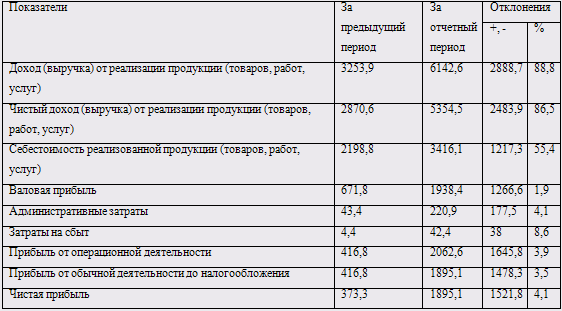 Показатели За Отклонения
предыдущий отчетный
период период +, - %
Доход (выручка) от реализации продукции (товаров, работ, 3253,9 6142,6 2888,7 88,8
услуг)
Чистый доход (выручка) от реализации продукции (товаров, 2870,6 5354,5 2483,9 86,5
работ, услуг)
Себестоимость реализованной продукции (товаров, работ, 2198,8 3416,1 1217,3 55,4
услуг)
Валовая прибыль 671,8 1938,4 1266,6 1,9
Административные затраты 43,4 220,9 177,5 4,1
Затраты на сбыт 4,4 42,4 38 8,6
Прибыль от операционной деятельности 416,8 2062,6 1645,8 3,9
Прибыль от обычной деятельности до налогообложения 416,8 1895,1 1478,3 3,5
Чистая прибыль 373,3 1895,1 1521,8 4,1